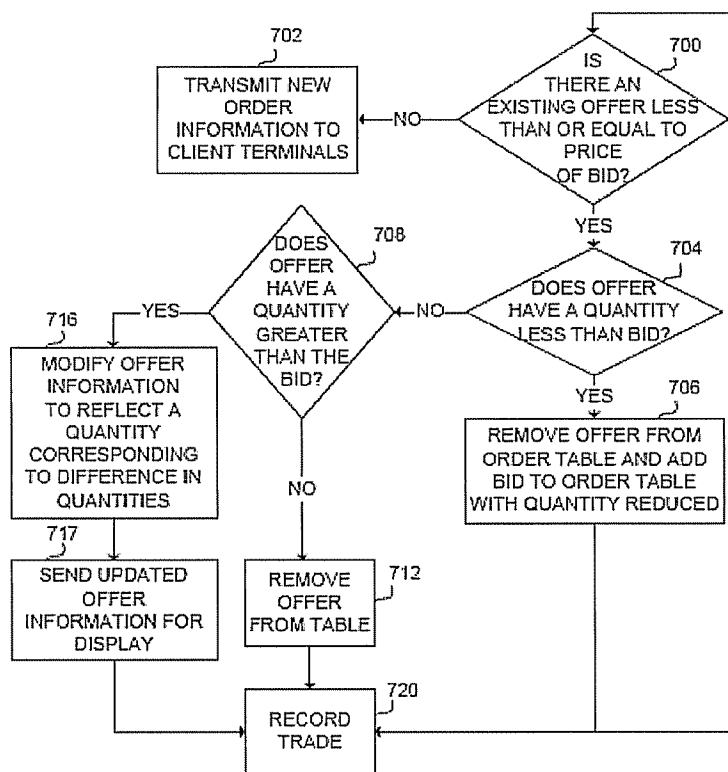 702
TRANSMIT NEW
ORDER
INFORMATION TO
CLIENT TERMINALS
NO
700
IS
THERE AN
EXISTING OFFER LESS
THAN OR EQUAL TO
PRICE
OF BID?
YES
704
DOES OFFER
HAVE A QUANTITY
LESS THAN BID?
NO
YES
708
DOES
OFFER
HAVE A
QUANTITY
GREATER
THAN THE
BID?
YES
NO
716
MODIFY OFFER
INFORMATION
TO REFLECT A
QUANTITY
CORRESPONDING
TO DIFFERENCE IN
QUANTITIES
706
REMOVE OFFER FROM
ORDER TABLE AND ADD
BID TO ORDER TABLE
WITH QUANTITY REDUCED
717
SEND UPDATED
OFFER
INFORMATION FOR
DISPLAY
712
REMOVE
OFFER
FROM TABLE
720
RECORD
TRADE